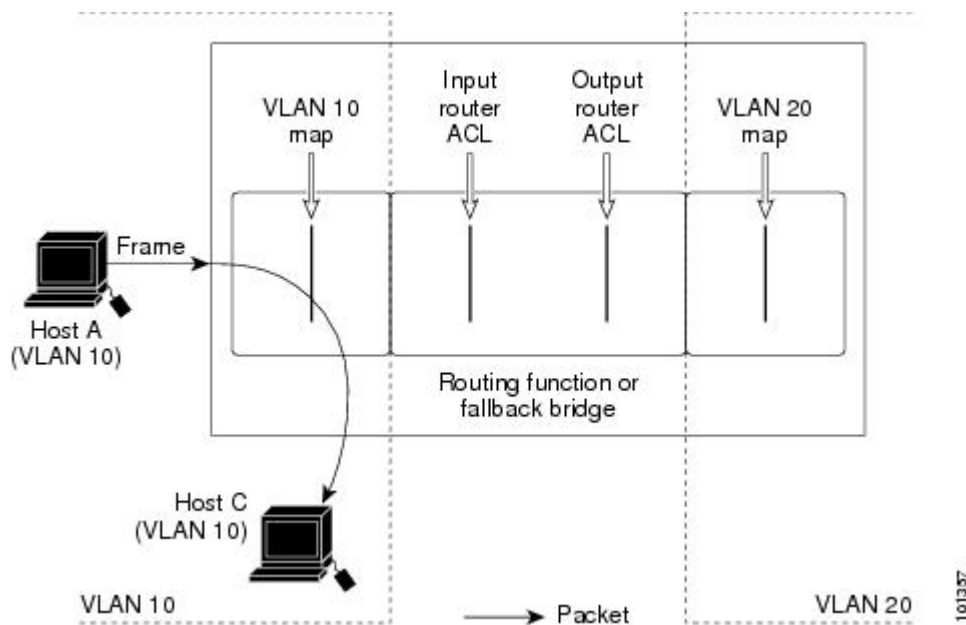 VLAN 10
map
Input
router
ACL
Output
router
ACL
VLAN 20
map
Frame
Host A
(VLAN 10)
Routing function or
fallback bridge
Host C
(VLAN 10)
VLAN 10
Packet
VLAN 20
101357